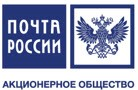 ПОЧТА
РОССИИ
АКЦИОНЕРНОЕ ОБЩЕСТВО